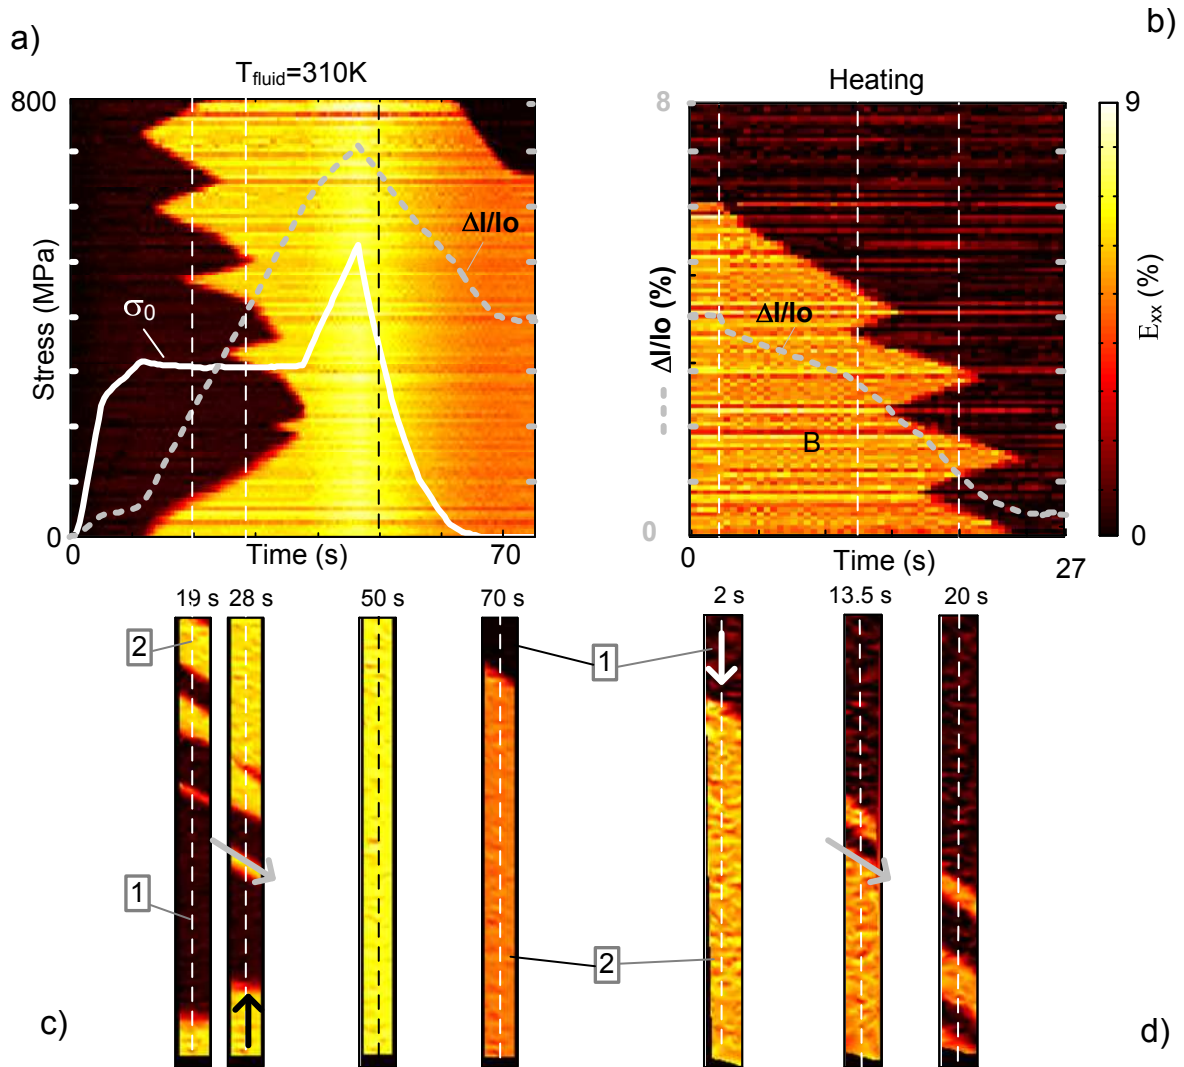 a)
b)
T_fluid=310K
Heating
800
8
9
Δl/lo
σ0
Δl/lo
Stress (MPa)
Δl/lo (%)
Exx (%)
B
0
0
0
0
Time (s)
70
0
Time (s)
27
19 s
28 s
50 s
70 s
2 s
13.5 s
20 s
2
1
1
2
c)
d)